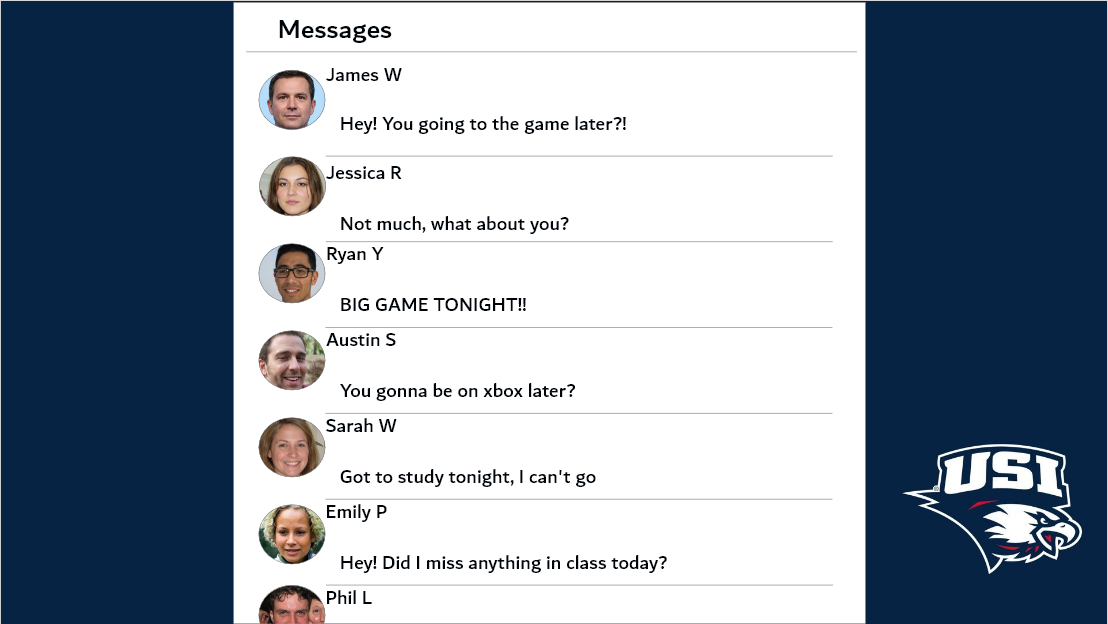 Messages
James W
Hey! You going to the game later?!
Jessica R
Not much, what about you?
Ryan Y
BIG GAME TONIGHT!!
Austin S
You gonna be on xbox later?
Sarah W
Got to study tonight, I can't go
Emily P
Hey! Did I miss anything in class today?
Phil L
USI